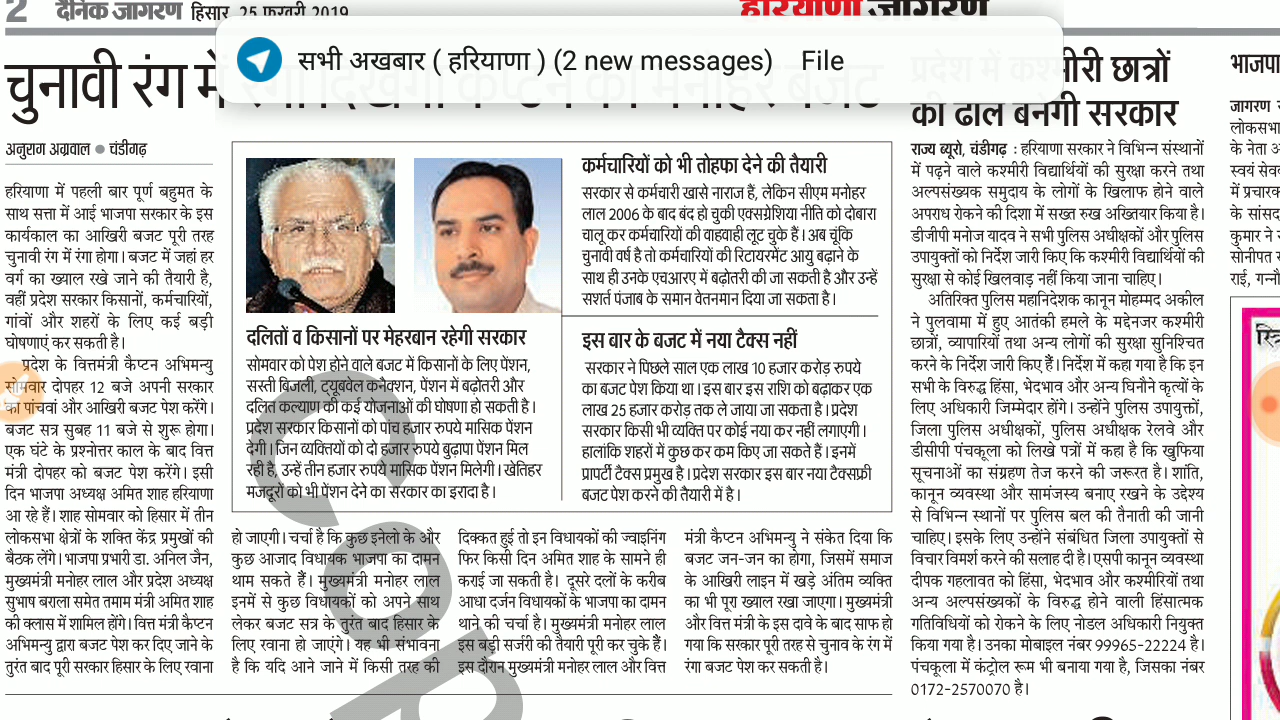 2 दैनिक जागरण हिसार, 25 फरवरी 2019
हरियाणा जागरण
सभी अखबार ( हरियाणा ) (2 new messages) File
चुनावी रंग में
अनुराग अग्रवाल ● चंडीगढ़
हरियाणा में पहली बार पूर्ण बहुमत के
साथ सत्ता में आई भाजपा सरकार के इस
कार्यकाल का आखिरी बजट पूरी तरह
चुनावी रंग में रंगा होगा। बजट में जहां हर
वर्ग का ख्याल रखे जाने की तैयारी है,
वहीं प्रदेश सरकार किसानों, कर्मचारियों,
गांवों और शहरों के लिए कई बड़ी
घोषणाएं कर सकती है।
प्रदेश के वित्तमंत्री कैप्टन अभिमन्यु
सोमवार दोपहर 12 बजे अपनी सरकार
का पांचवां और आखिरी बजट पेश करेंगे।
बजट सत्र सुबह 11 बजे से शुरू होगा।
एक घंटे के प्रश्नोत्तर काल के बाद वित्त
मंत्री दोपहर को बजट पेश करेंगे। इसी
दिन भाजपा अध्यक्ष अमित शाह हरियाणा
आ रहे हैं। शाह सोमवार को हिसार में तीन
लोकसभा क्षेत्रों के शक्ति केंद्र प्रमुखों की
बैठक लेंगे। भाजपा प्रभारी डा. अनिल जैन,
मुख्यमंत्री मनोहर लाल और प्रदेश अध्यक्ष
सुभाष बराला समेत तमाम मंत्री अमित शाह
की क्लास में शामिल होंगे। वित्त मंत्री कैप्टन
अभिमन्यु द्वारा बजट पेश कर दिए जाने के
तुरंत बाद पूरी सरकार हिसार के लिए रवाना
दलितों व किसानों पर मेहरबान रहेगी सरकार
सोमवार को पेश होने वाले बजट में किसानों के लिए पेंशन,
सस्ती बिजली, ट्यूबवेल कनेक्शन, पेंशन में बढ़ोतरी और
दलित कल्याण की कई योजनाओं की घोषणा हो सकती है।
प्रदेश सरकार किसानों को पांच हजार रुपये मासिक पेंशन
देगी। जिन व्यक्तियों को दो हजार रुपये बुढ़ापा पेंशन मिल
रही है, उन्हें तीन हजार रुपये मासिक पेंशन मिलेगी। खेतिहर
मजदूरों को भी पेंशन देने का सरकार का इरादा है।
कर्मचारियों को भी तोहफा देने की तैयारी
सरकार से कर्मचारी खासे नाराज हैं, लेकिन सीएम मनोहर
लाल 2006 के बाद बंद हो चुकी एक्सग्रेशिया नीति को दोबारा
चालू कर कर्मचारियों की वाहवाही लूट चुके हैं। अब चूंकि
चुनावी वर्ष है तो कर्मचारियों की रिटायरमेंट आयु बढ़ाने के
साथ ही उनके एचआरए में बढ़ोतरी की जा सकती है और उन्हें
सशर्त पंजाब के समान वेतनमान दिया जा सकता है।
इस बार के बजट में नया टैक्स नहीं
सरकार ने पिछले साल एक लाख 10 हजार करोड़ रुपये
का बजट पेश किया था। इस बार इस राशि को बढ़ाकर एक
लाख 25 हजार करोड़ तक ले जाया जा सकता है। प्रदेश
सरकार किसी भी व्यक्ति पर कोई नया कर नहीं लगाएगी।
हालांकि शहरों में कुछ कर कम किए जा सकते हैं। इनमें
प्रापर्टी टैक्स प्रमुख है। प्रदेश सरकार इस बार नया टैक्सफ्री
बजट पेश करने की तैयारी में है।
हो जाएगी। चर्चा है कि कुछ इनेलो के और
कुछ आजाद विधायक भाजपा का दामन
थाम सकते हैं। मुख्यमंत्री मनोहर लाल
इनमें से कुछ विधायकों को अपने साथ
लेकर बजट सत्र के तुरंत बाद हिसार के
लिए रवाना हो जाएंगे। यह भी संभावना
है कि यदि आने जाने में किसी तरह की
दिक्कत हुई तो इन विधायकों की ज्वाइनिंग
फिर किसी दिन अमित शाह के सामने ही
कराई जा सकती है। दूसरे दलों के करीब
आधा दर्जन विधायकों के भाजपा का दामन
थाने की चर्चा है। मुख्यमंत्री मनोहर लाल
इस बड़ी सर्जरी की तैयारी पूरी कर चुके हैं।
इस दौरान मुख्यमंत्री मनोहर लाल और वित्त
मंत्री कैप्टन अभिमन्यु ने संकेत दिया कि
बजट जन-जन का होगा, जिसमें समाज
के आखिरी लाइन में खड़े अंतिम व्यक्ति
का भी पूरा ख्याल रखा जाएगा। मुख्यमंत्री
और वित्त मंत्री के इस दावे के बाद साफ हो
गया कि सरकार पूरी तरह से चुनाव के रंग में
रंगा बजट पेश कर सकती है।
प्रदेश में कश्मीरी छात्रों
की ढाल बनेगी सरकार
राज्य ब्यूरो, चंडीगढ़ : हरियाणा सरकार ने विभिन्न संस्थानों
में पढ़ने वाले कश्मीरी विद्यार्थियों की सुरक्षा करने तथा
अल्पसंख्यक समुदाय के लोगों के खिलाफ होने वाले
अपराध रोकने की दिशा में सख्त रुख अख्तियार किया है।
डीजीपी मनोज यादव ने सभी पुलिस अधीक्षकों और पुलिस
उपायुक्तों को निर्देश जारी किए कि कश्मीरी विद्यार्थियों की
सुरक्षा से कोई खिलवाड़ नहीं किया जाना चाहिए।
अतिरिक्त पुलिस महानिदेशक कानून मोहम्मद अकील
ने पुलवामा में हुए आतंकी हमले के मद्देनजर कश्मीरी
छात्रों, व्यापारियों तथा अन्य लोगों की सुरक्षा सुनिश्चित
करने के निर्देश जारी किए हैं। निर्देश में कहा गया है कि इन
सभी के विरुद्ध हिंसा, भेदभाव और अन्य घिनौने कृत्यों के
लिए अधिकारी जिम्मेदार होंगे। उन्होंने पुलिस उपायुक्तों,
जिला पुलिस अधीक्षकों, पुलिस अधीक्षक रेलवे और
डीसीपी पंचकूला को लिखे पत्रों में कहा है कि खुफिया
सूचनाओं का संग्रहण तेज करने की जरूरत है। शांति,
कानून व्यवस्था और सामंजस्य बनाए रखने के उद्देश्य
से विभिन्न स्थानों पर पुलिस बल की तैनाती की जानी
चाहिए। इसके लिए उन्होंने संबंधित जिला उपायुक्तों से
विचार विमर्श करने की सलाह दी है। एसपी कानून व्यवस्था
दीपक गहलावत को हिंसा, भेदभाव और कश्मीरियों तथा
अन्य अल्पसंख्यकों के विरुद्ध होने वाली हिंसात्मक
गतिविधियों को रोकने के लिए नोडल अधिकारी नियुक्त
किया गया है। उनका मोबाइल नंबर 99965-22224 है।
पंचकूला में कंट्रोल रूम भी बनाया गया है, जिसका नंबर
0172-2570070 है।
भाजपा
जागरण
लोकसभा
के नेता
स्वयं
में प्रचारक
के सांसद
कुमार ने
सोनीपत
राई,